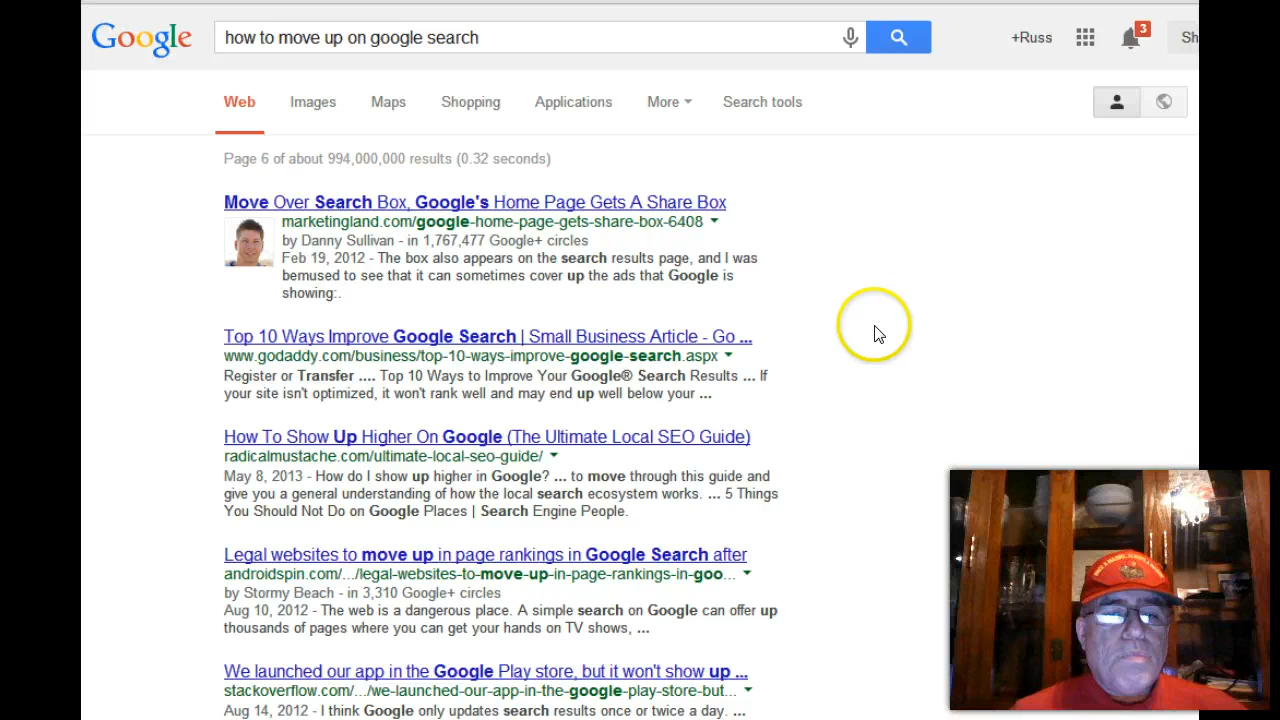 Google
how to move up on google search
+Russ
3
Sh
Web Images Maps Shopping Applications More Search tools
Page 6 of about 994,000,000 results (0.32 seconds)
Move Over Search Box, Google's Home Page Gets A Share Box
marketingland.com/google-home-page-gets-share-box-6408
by Danny Sullivan - in 1,767,477 Google+ circles
Feb 19, 2012 - The box also appears on the search results page, and I was
bemused to see that it can sometimes cover up the ads that Google is
showing:.
Top 10 Ways Improve Google Search | Small Business Article - Go ...
www.godaddy.com/business/top-10-ways-improve-google-search.aspx
Register or Transfer .... Top 10 Ways to Improve Your Google® Search Results ... If
your site isn't optimized, it won't rank well and may end up well below your ...
How To Show Up Higher On Google (The Ultimate Local SEO Guide)
radicalmustache.com/ultimate-local-seo-guide/
May 8, 2013 - How do I show up higher in Google? ... to move through this guide and
give you a general understanding of how the local search ecosystem works. ... 5 Things
You Should Not Do on Google Places | Search Engine People.
Legal websites to move up in page rankings in Google Search after
androidspin.com/.../legal-websites-to-move-up-in-page-rankings-in-goo...
by Stormy Beach - in 3,310 Google+ circles
Aug 10, 2012 - The web is a dangerous place. A simple search on Google can offer up
thousands of pages where you can get your hands on TV shows, ...
We launched our app in the Google Play store, but it won't show up ...
stackoverflow.com/.../we-launched-our-app-in-the-google-play-store-but...
Aug 14, 2012 - I think Google only updates search results once or twice a day. ...